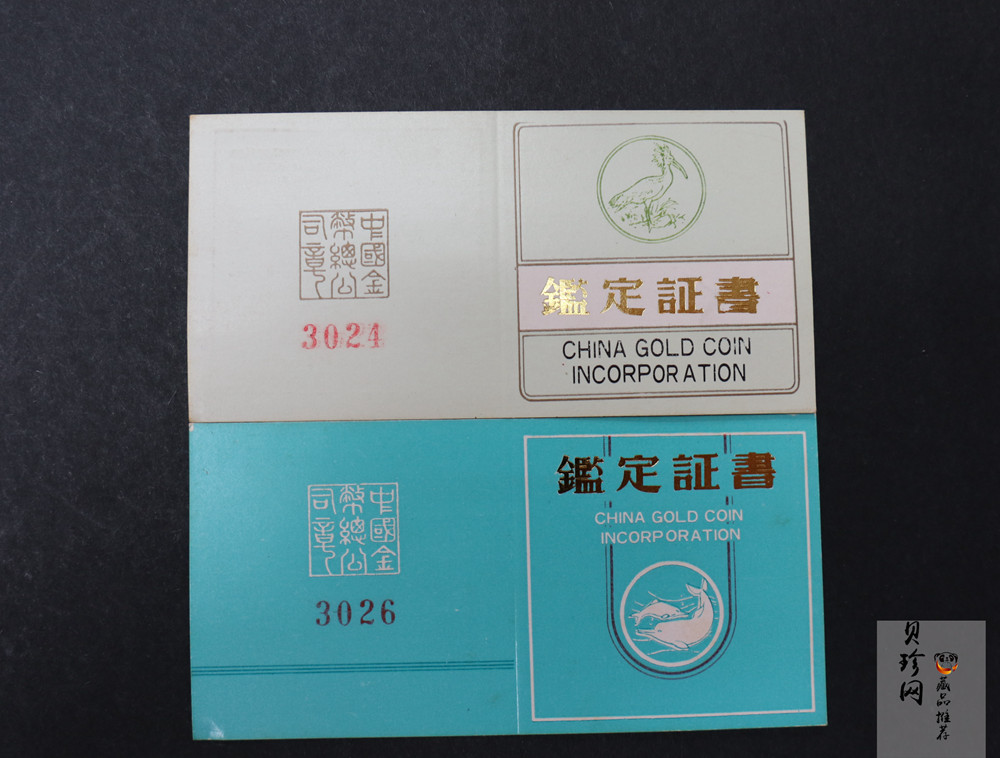 中國金
幣總公
司章
3024
鑑定証書
CHINA GOLD COIN
INCORPORATION
中國金
幣總公
司章
3026
鑑定証書
CHINA GOLD COIN
INCORPORATION
贝珍网
藏品推荐